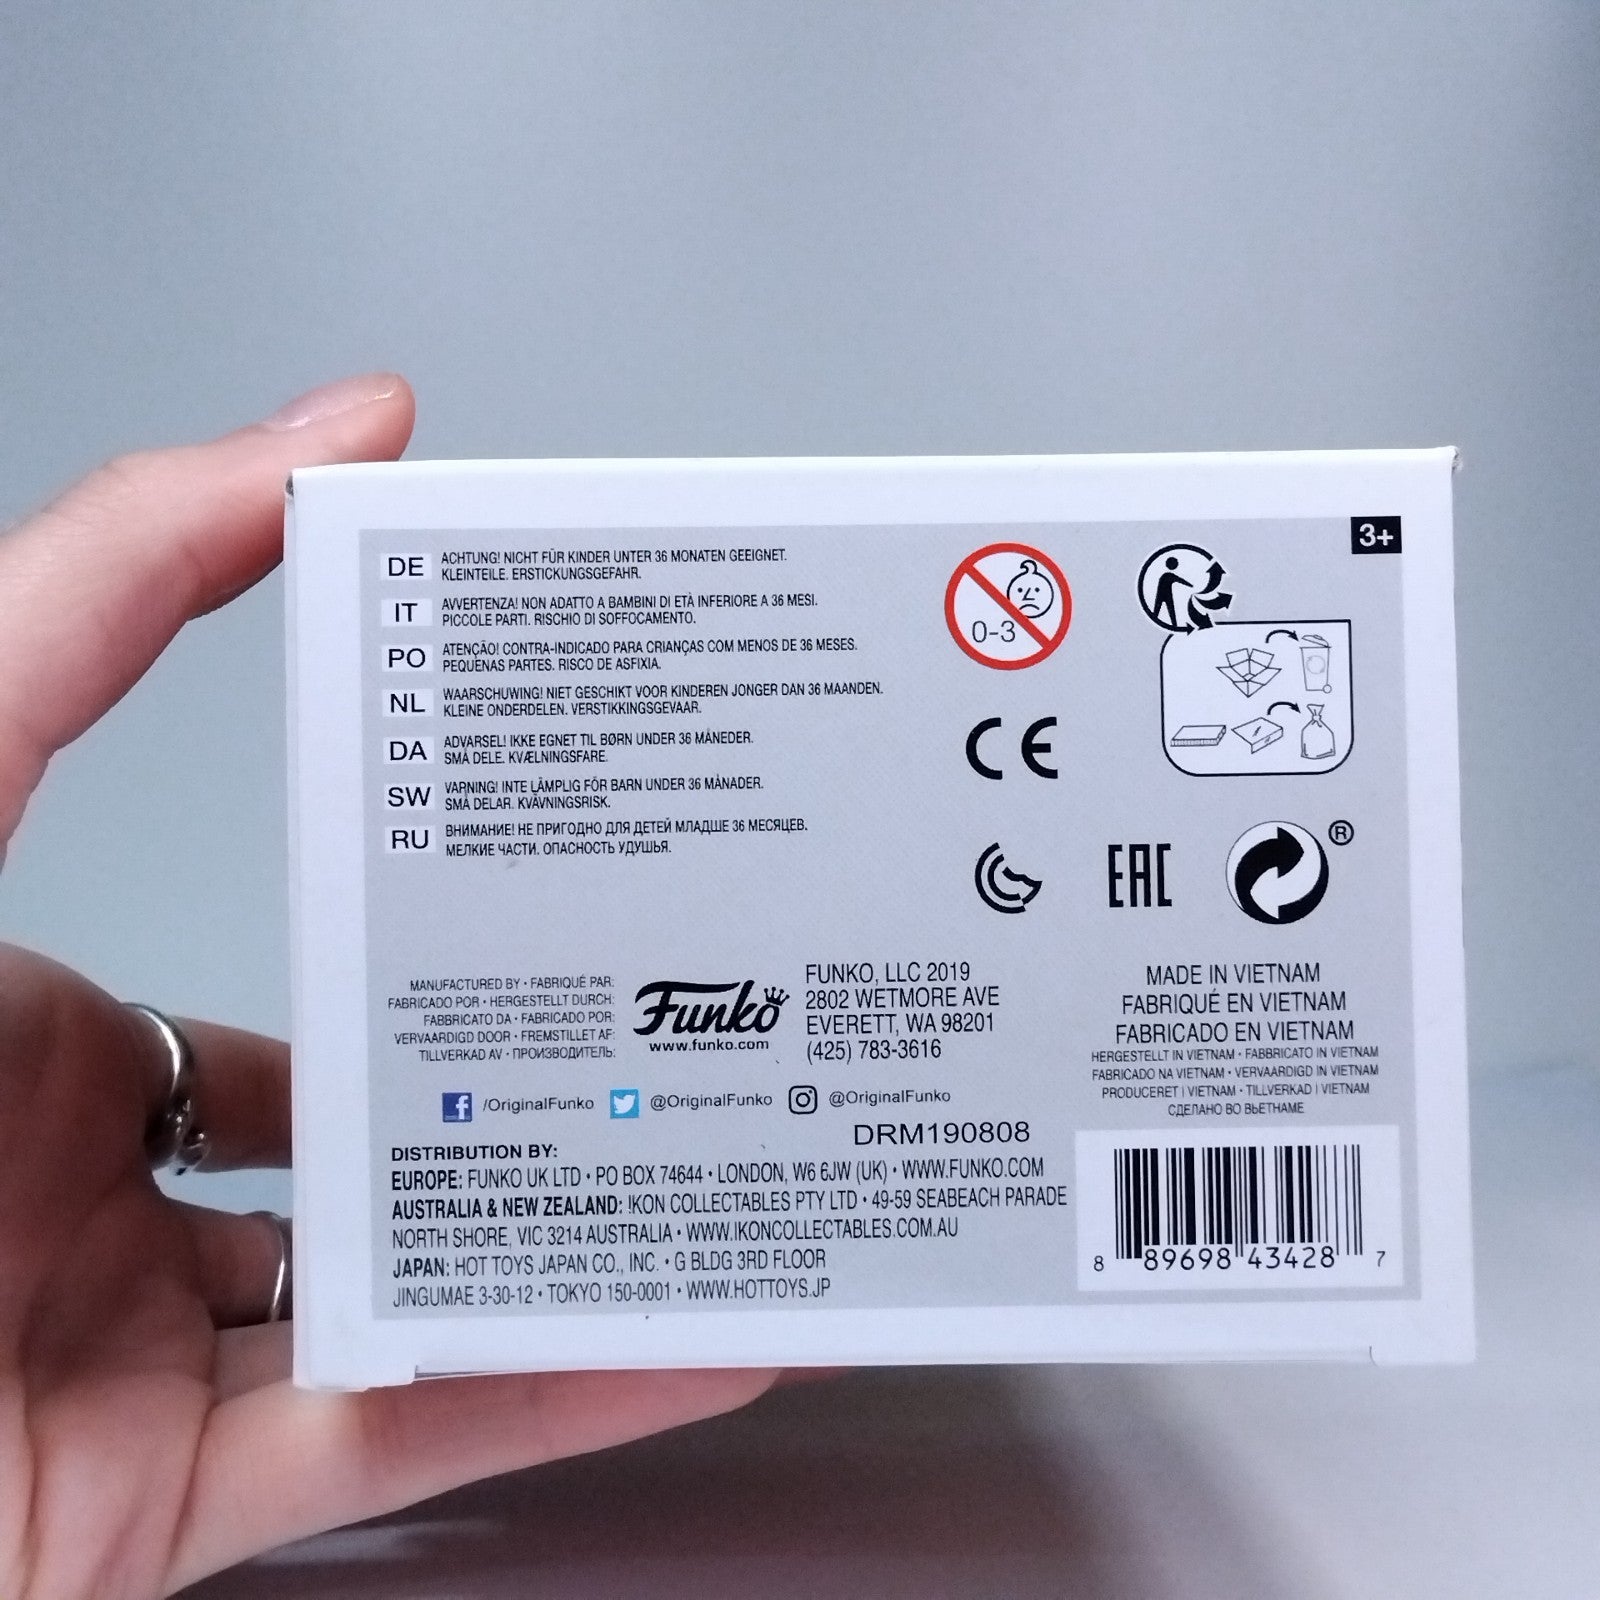 3+
DE ACHTUNG! NICHT FÜR KINDER UNTER 36 MONATEN GEEIGNET.
KLEINTEILE. ERSTICKUNGSGEFAHR.
IT AVVERTENZA! NON ADATTO A BAMBINI DI ETÀ INFERIORE A 36 MESI.
PICCOLE PARTI. RISCHIO DI SOFFOCAMENTO.
PO ATENÇÃO! CONTRA-INDICADO PARA CRIANÇAS COM MENOS DE 36 MESES.
PEQUENAS PARTES. RISCO DE ASFIXIA.
NL WAARSCHUWING! NIET GESCHIKT VOOR KINDEREN JONGER DAN 36 MAANDEN.
KLEINE ONDERDELEN. VERSTIKKINGSGEVAAR.
DA ADVARSEL! IKKE EGNET TIL BØRN UNDER 36 MÅNEDER.
SMÅ DELE. KVÆLNINGSFARE.
SW VARNING! INTE LÄMPLIG FÖR BARN UNDER 36 MÅNADER.
SMÅ DELAR. KVÄVNINGSRISK.
RU ВНИМАНИЕ! НЕ ПРИГОДНО ДЛЯ ДЕТЕЙ МЛАДШЕ 36 МЕСЯЦЕВ.
МЕЛКИЕ ЧАСТИ. ОПАСНОСТЬ УДУШЬЯ.
0-3
CE
EAC
®
MANUFACTURED BY • FABRIQUÉ PAR:
FABRICADO POR • HERGESTELLT DURCH:
FABBRICATO DA • FABRICADO POR:
VERVAARDIGD DOOR • FREMSTILLET AF:
TILLVERKAD AV • ПРОИЗВОДИТЕЛЬ:
Funko
www.funko.com
FUNKO, LLC 2019
2802 WETMORE AVE
EVERETT, WA 98201
(425) 783-3616
MADE IN VIETNAM
FABRIQUÉ EN VIETNAM
FABRICADO EN VIETNAM
HERGESTELLT IN VIETNAM • FABBRICATO IN VIETNAM
FABRICADO NA VIETNAM • VERVAARDIGD IN VIETNAM
PRODUCERET I VIETNAM • TILLVERKAD I VIETNAM
СДЕЛАНО ВО ВЬЕТНАМЕ
f /OriginalFunko @OriginalFunko @OriginalFunko
DRM190808
DISTRIBUTION BY:
EUROPE: FUNKO UK LTD • PO BOX 74644 • LONDON, W6 6JW (UK) • WWW.FUNKO.COM
AUSTRALIA & NEW ZEALAND: IKON COLLECTABLES PTY LTD • 49-59 SEABEACH PARADE
NORTH SHORE, VIC 3214 AUSTRALIA • WWW.IKONCOLLECTABLES.COM.AU
JAPAN: HOT TOYS JAPAN CO., INC. • G BLDG 3RD FLOOR
JINGUMAE 3-30-12 • TOKYO 150-0001 • WWW.HOTTOYS.JP
8 89698 43428 7